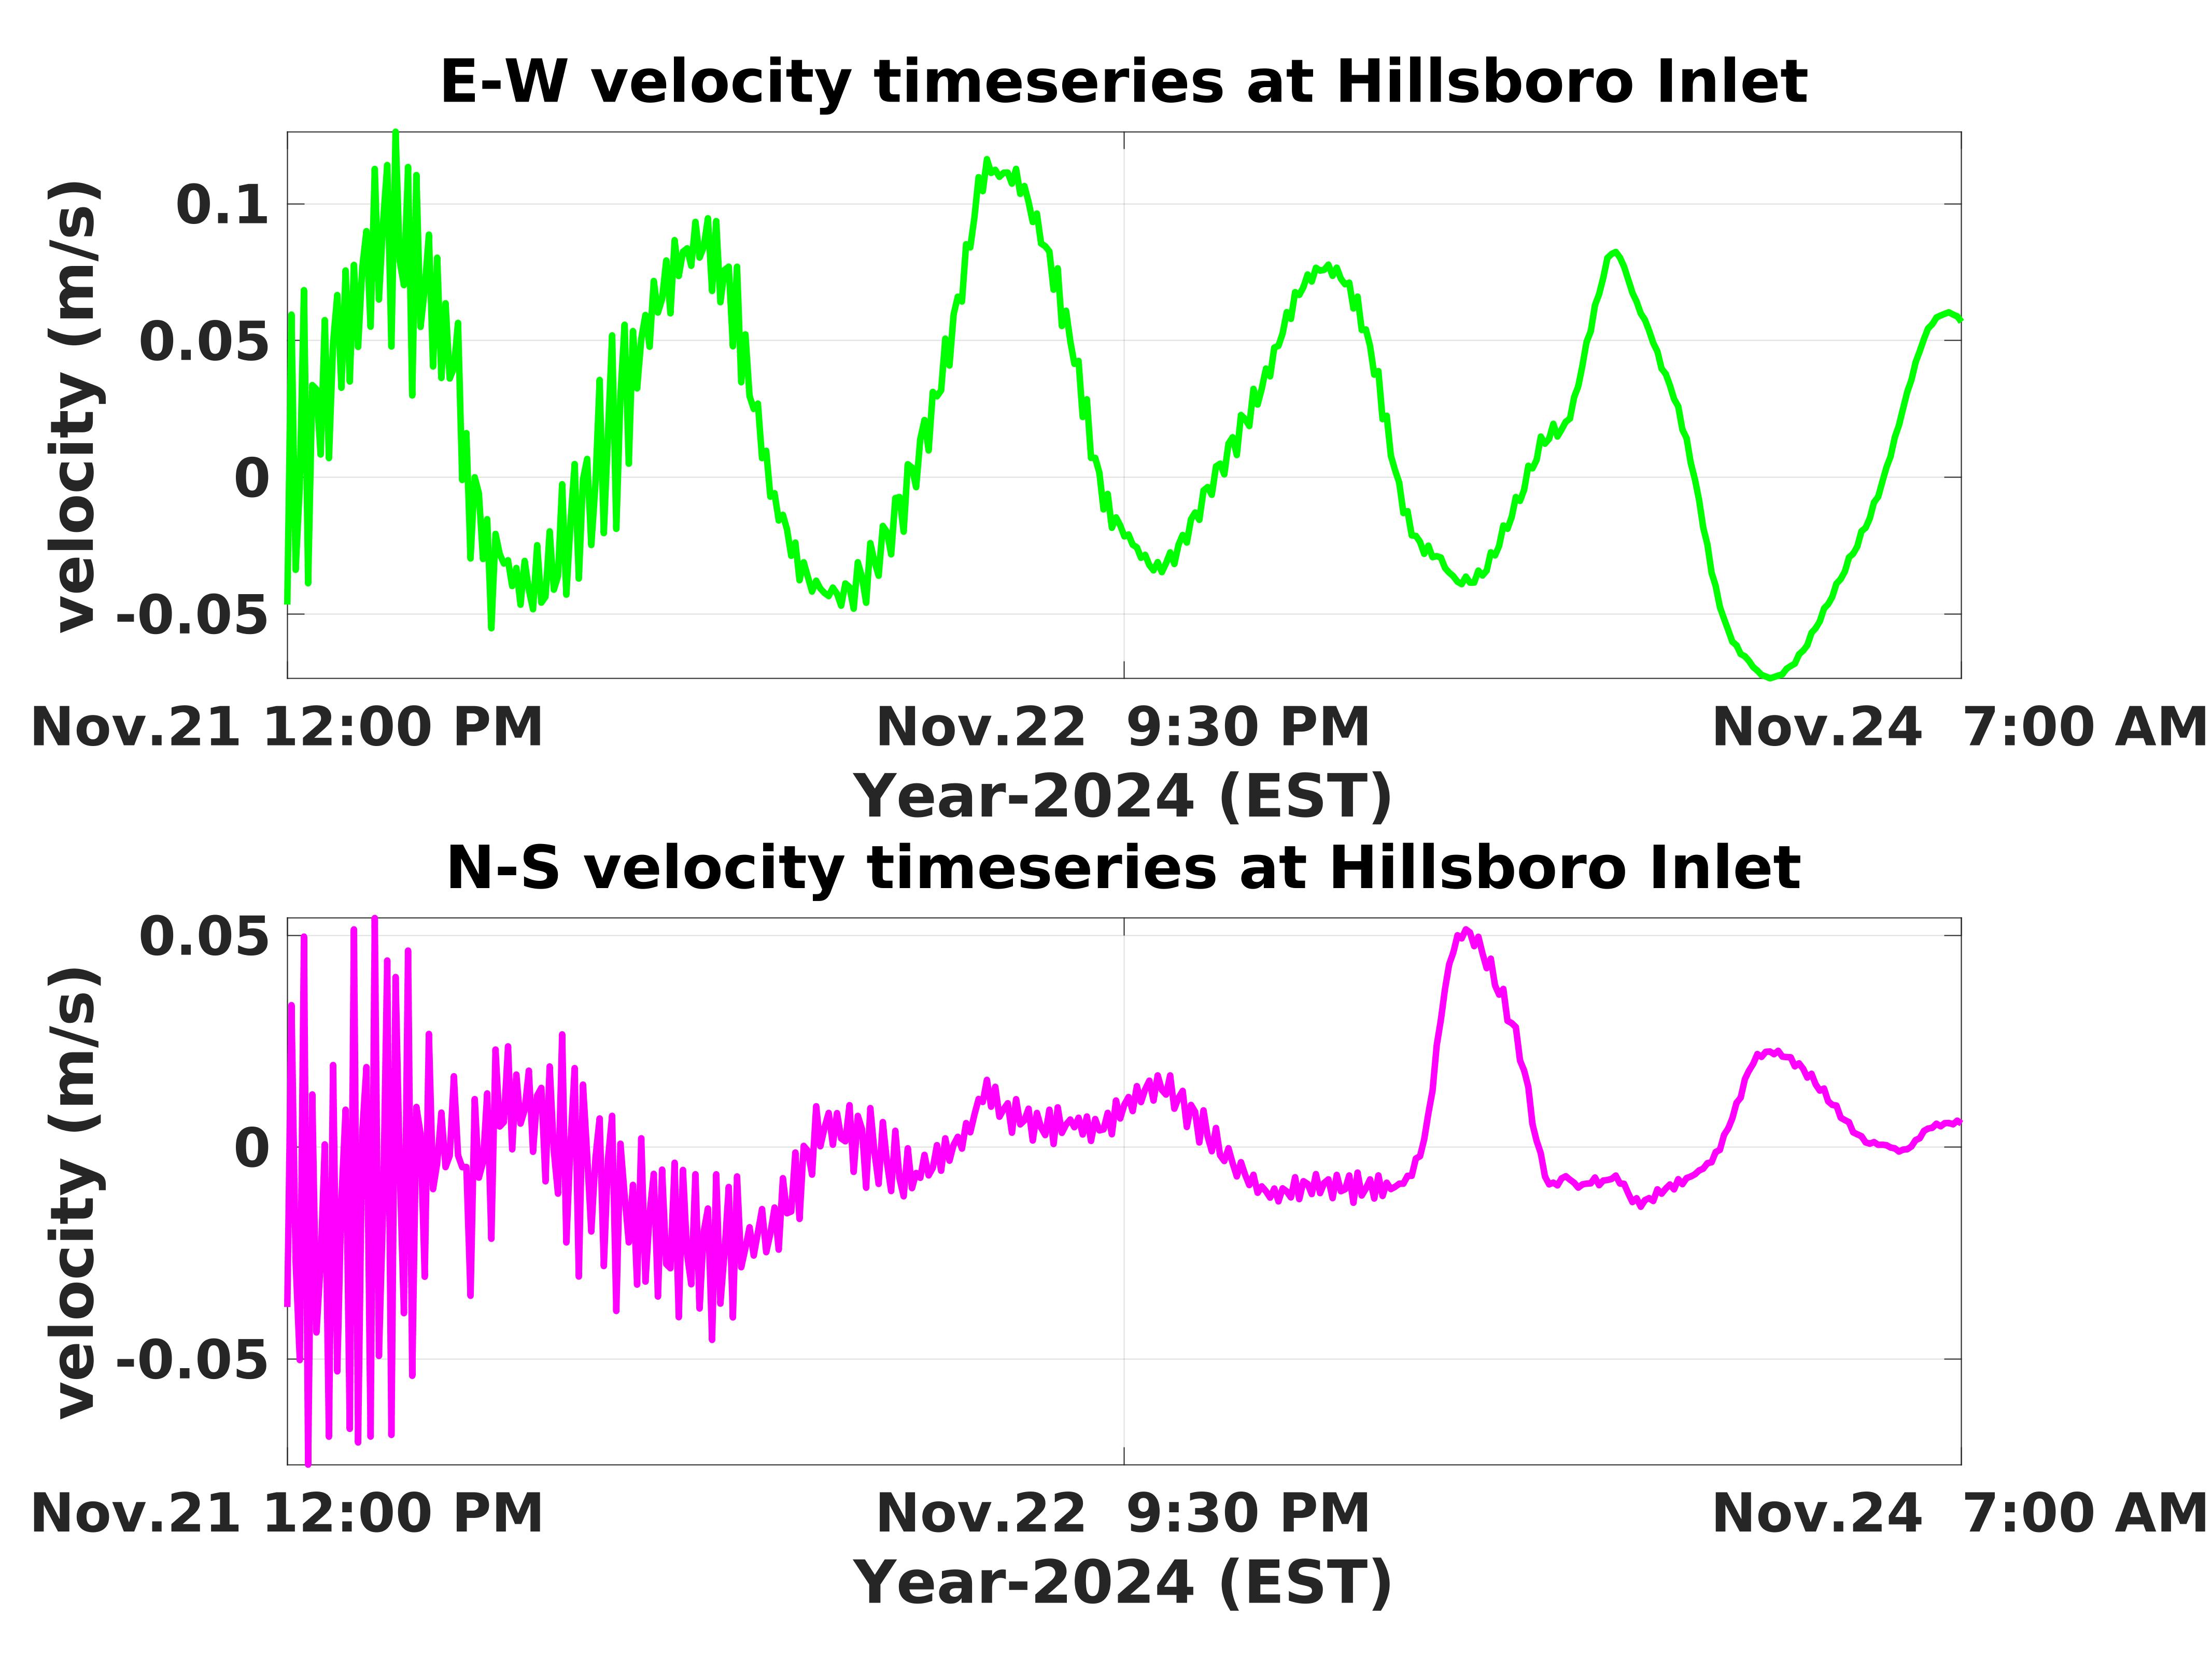 E-W velocity timeseries at Hillsboro Inlet
velocity (m/s)
0.1
0.05
0
-0.05
Nov.21 12:00 PM Nov.22  9:30 PM Nov.24  7:00 AM
Year-2024 (EST)
N-S velocity timeseries at Hillsboro Inlet
velocity (m/s)
0.05
0
-0.05
Nov.21 12:00 PM Nov.22  9:30 PM Nov.24  7:00 AM
Year-2024 (EST)